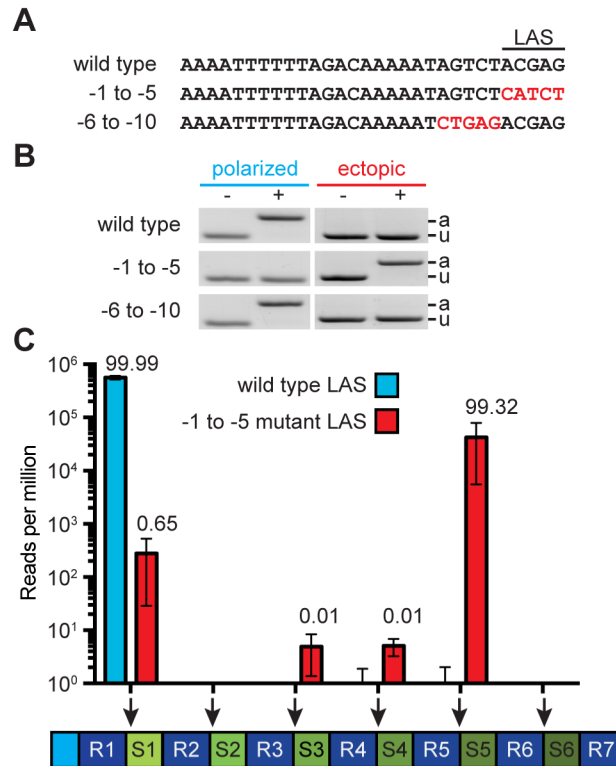 A
LAS
wild type AAAATTTTTTAGACAAAAATAGTCTACGAG
-1 to -5 AAAATTTTTTAGACAAAAATAGTCTCATCT
-6 to -10 AAAATTTTTTAGACAAAAATCTGAGACGAG
B
polarized ectopic
- + - +
wild type a
u
-1 to -5 a
u
-6 to -10 a
u
C
Reads per million
10^6
10^5
10^4
10^3
10^2
10^1
10^0
wild type LAS
-1 to -5 mutant LAS
99.99
0.65
0.01
0.01
99.32
R1 S1 R2 S2 R3 S3 R4 S4 R5 S5 R6 S6 R7